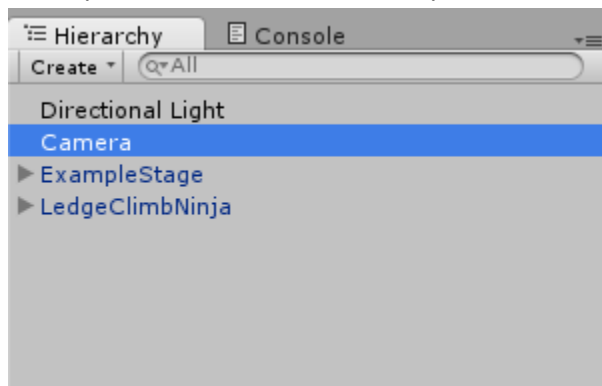 Hierarchy Console
Create All
Directional Light
Camera
ExampleStage
LedgeClimbNinja